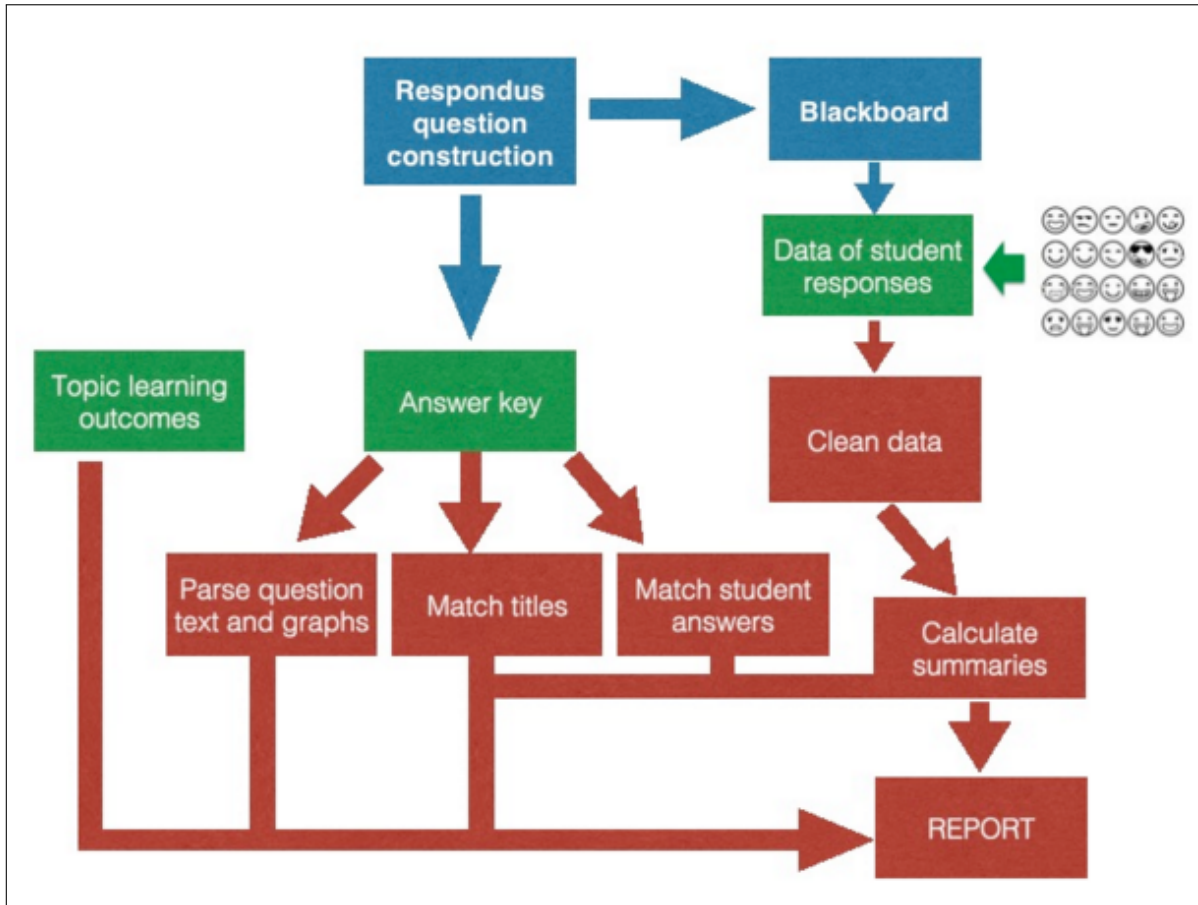 Respondus
question
construction
Blackboard
Data of student
responses
Topic learning
outcomes
Answer key
Clean data
Parse question
text and graphs
Match titles
Match student
answers
Calculate
summaries
REPORT